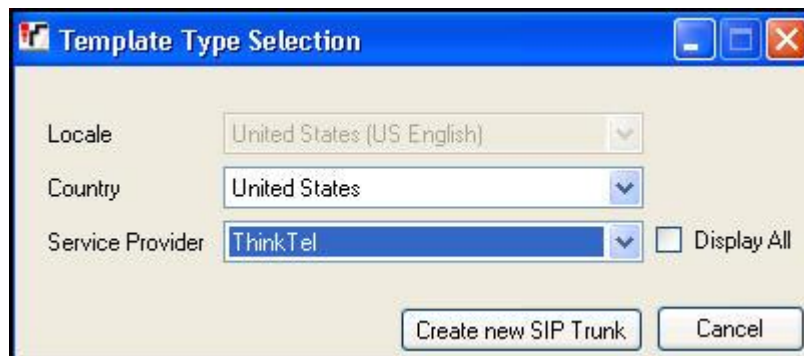 Template Type Selection
Locale United States (US English)
Country United States
Service Provider ThinkTel Display All
Create new SIP Trunk Cancel